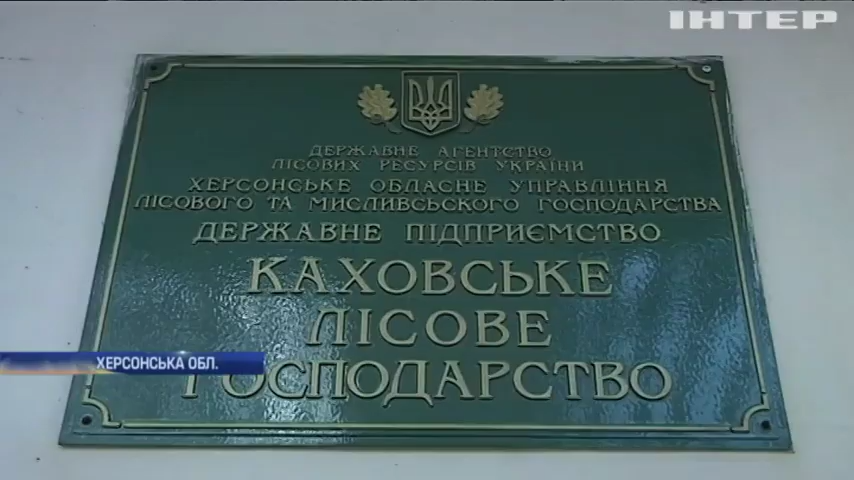 ІНТЕР
ДЕРЖАВНЕ АГЕНТСТВО
ЛІСОВИХ РЕСУРСІВ УКРАЇНИ
ХЕРСОНСЬКЕ ОБЛАСНЕ УПРАВЛІННЯ
ЛІСОВОГО ТА МИСЛИВСЬСКОГО ГОСПОДАРСТВА
ДЕРЖАВНЕ ПІДПРИЄМСТВО
КАХОВСЬКЕ
ЛІСОВЕ
ГОСПОДАРСТВО
ХЕРСОНСЬКА ОБЛ.